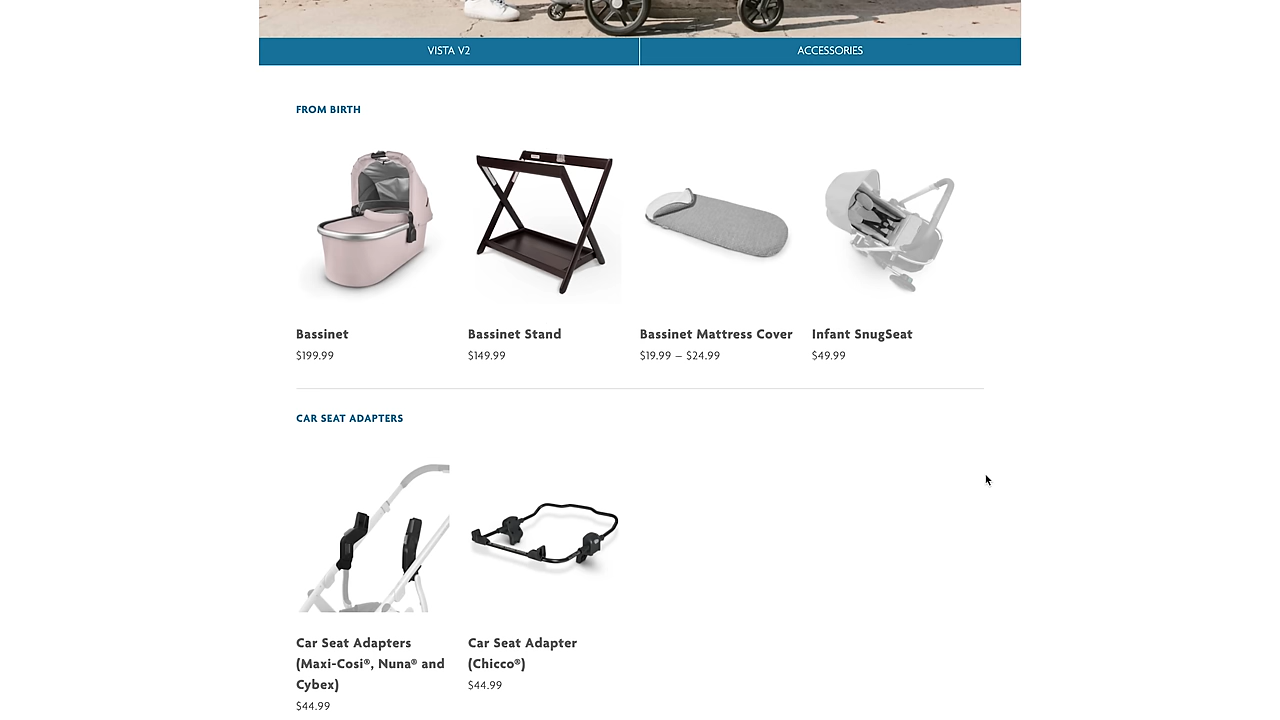 VISTA V2
ACCESSORIES
FROM BIRTH
Bassinet
$199.99
Bassinet Stand
$149.99
Bassinet Mattress Cover
$19.99 – $24.99
Infant SnugSeat
$49.99
CAR SEAT ADAPTERS
Car Seat Adapters
(Maxi-Cosi®, Nuna® and
Cybex)
$44.99
Car Seat Adapter
(Chicco®)
$44.99